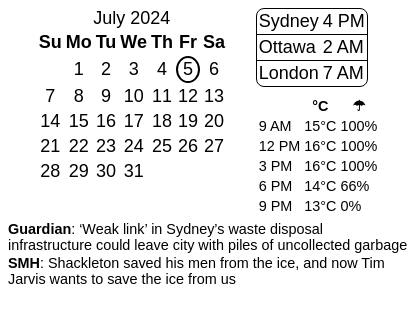 July 2024
Su Mo Tu We Th Fr Sa
1 2 3 4 5 6
7 8 9 10 11 12 13
14 15 16 17 18 19 20
21 22 23 24 25 26 27
28 29 30 31
Sydney 4 PM
Ottawa 2 AM
London 7 AM
°C ☂
9 AM 15°C 100%
12 PM 16°C 100%
3 PM 16°C 100%
6 PM 14°C 66%
9 PM 13°C 0%
Guardian: ‘Weak link’ in Sydney’s waste disposal
infrastructure could leave city with piles of uncollected garbage
SMH: Shackleton saved his men from the ice, and now Tim
Jarvis wants to save the ice from us